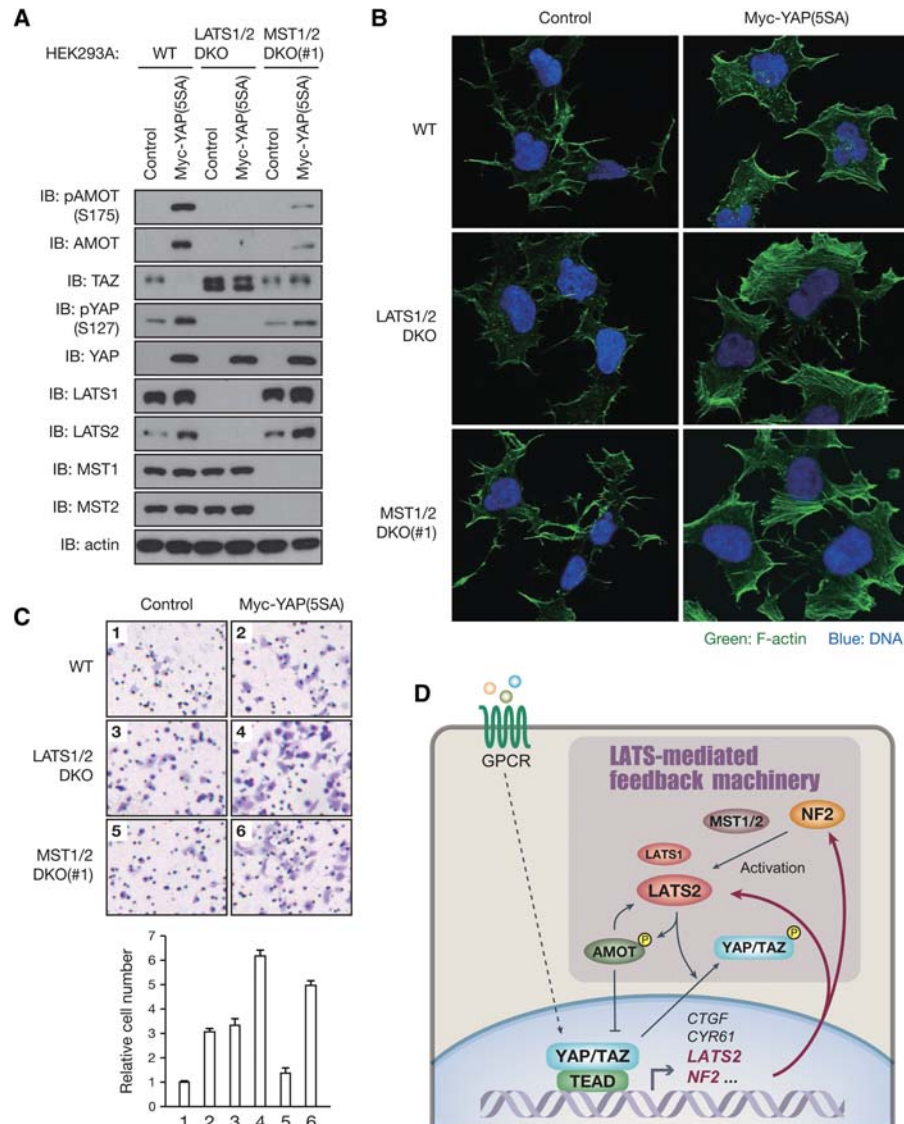 A
HEK293A:
WT
LATS1/2
DKO
MST1/2
DKO(#1)
Control
Myc-YAP(5SA)
Control
Myc-YAP(5SA)
Control
Myc-YAP(5SA)
IB: pAMOT
(S175)
IB: AMOT
IB: TAZ
IB: pYAP
(S127)
IB: YAP
IB: LATS1
IB: LATS2
IB: MST1
IB: MST2
IB: actin
B
Control
Myc-YAP(5SA)
WT
LATS1/2
DKO
MST1/2
DKO(#1)
Green: F-actin Blue: DNA
C
Control
Myc-YAP(5SA)
WT
1
2
LATS1/2
DKO
3
4
MST1/2
DKO(#1)
5
6
Relative cell number
7
6
5
4
3
2
1
0
1 2 3 4 5 6
D
GPCR
LATS-mediated
feedback machinery
MST1/2
NF2
LATS1
Activation
LATS2
AMOT
P
YAP/TAZ
P
CTGF
CYR61
LATS2
NF2 ...
YAP/TAZ
TEAD